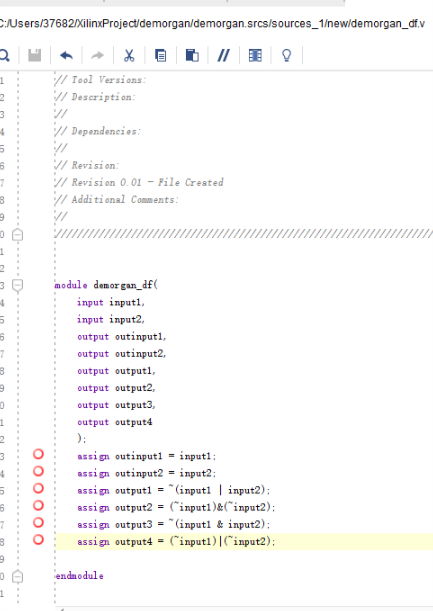 C:/Users/37682/XilinxProject/demorgan/demorgan.srcs/sources_1/new/demorgan_df.v
1 // Tool Versions:
2 // Description:
3 //
4 // Dependencies:
5 //
6 // Revision:
7 // Revision 0.01 - File Created
8 // Additional Comments:
9 //
0 ////////////////////////////////////////////////////////////////
1
2
3 module demorgan_df(
4 input input1,
5 input input2,
6 output outinput1,
7 output outinput2,
8 output output1,
9 output output2,
0 output output3,
1 output output4
2 );
3 assign outinput1 = input1;
4 assign outinput2 = input2;
5 assign output1 = ~(input1 | input2);
6 assign output2 = (~input1)&(~input2);
7 assign output3 = ~(input1 & input2);
8 assign output4 = (~input1)|(~input2);
9
0 endmodule
1